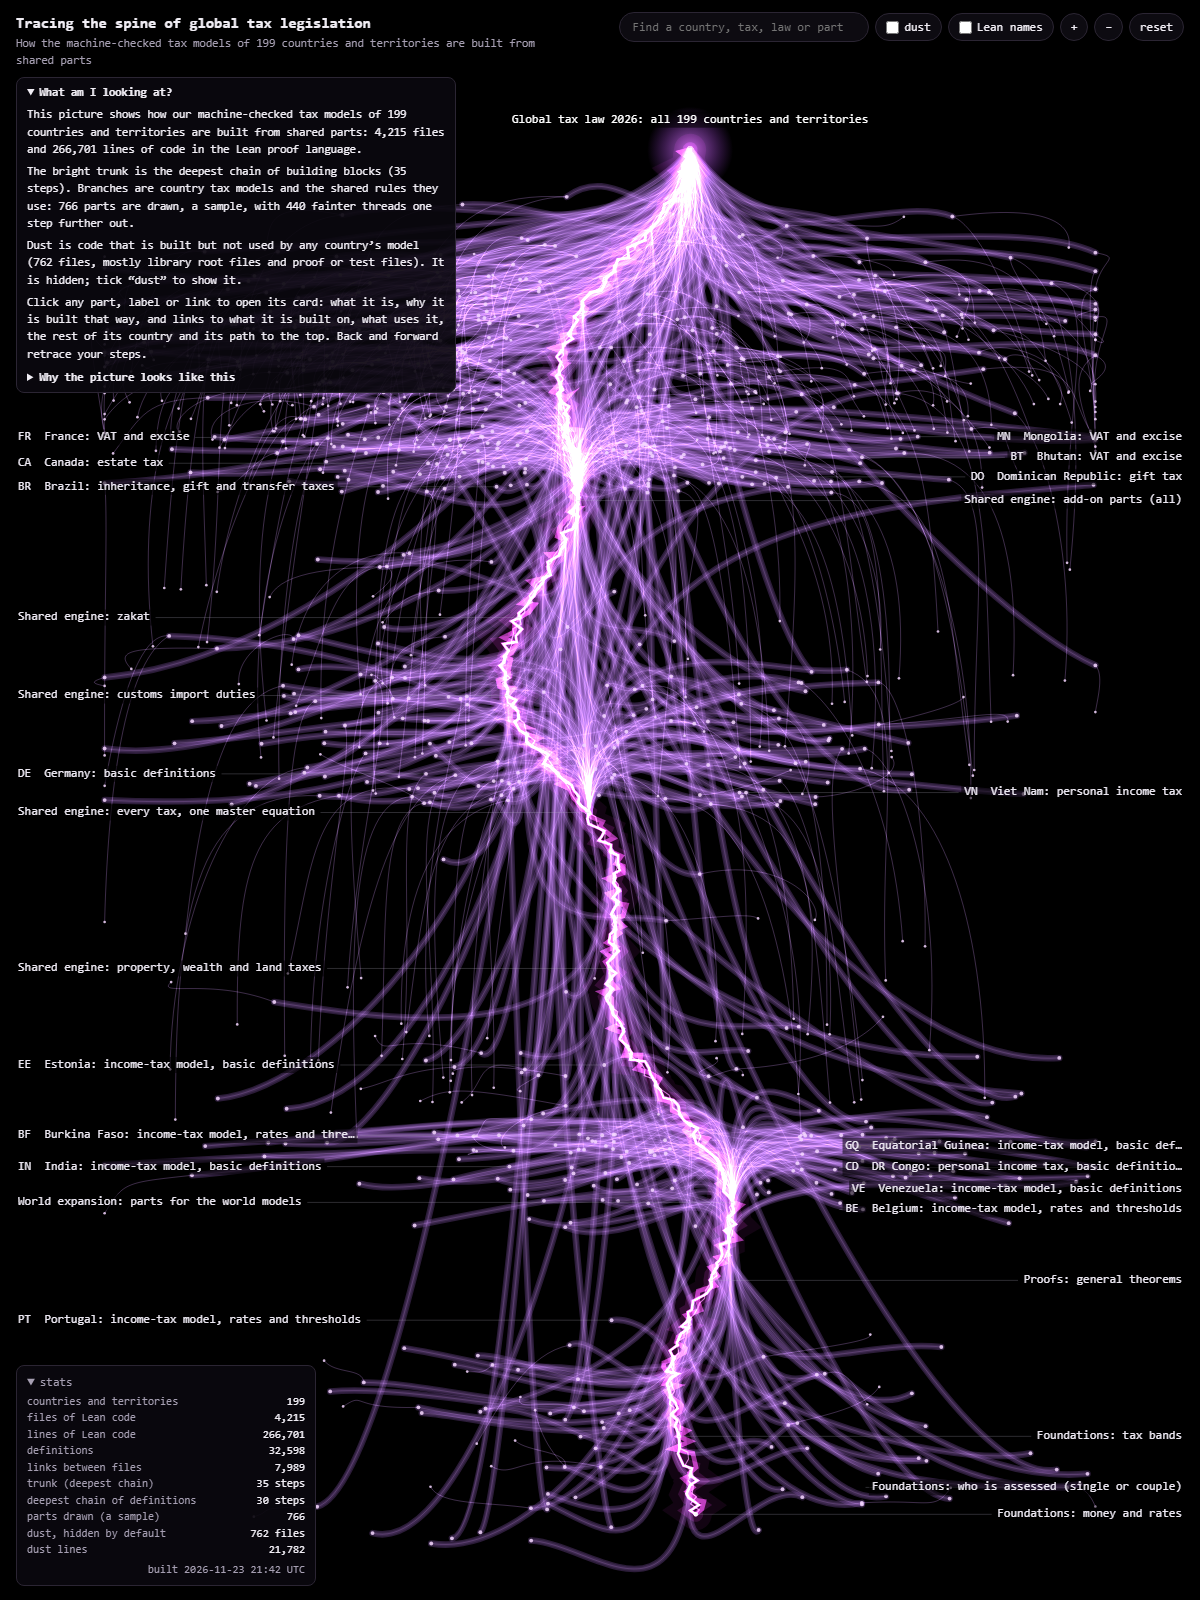 Tracing the spine of global tax legislation
How the machine-checked tax models of 199 countries and territories are built from
shared parts
Find a country, tax, law or part
dust
Lean names
+
−
reset
▼ What am I looking at?
This picture shows how our machine-checked tax models of 199
countries and territories are built from shared parts: 4,215 files
and 266,701 lines of code in the Lean proof language.
The bright trunk is the deepest chain of building blocks (35
steps). Branches are country tax models and the shared rules they
use: 766 parts are drawn, a sample, with 440 fainter threads one
step further out.
Dust is code that is built but not used by any country’s model
(762 files, mostly library root files and proof or test files). It
is hidden; tick “dust” to show it.
Click any part, label or link to open its card: what it is, why it
is built that way, and links to what it is built on, what uses it,
the rest of its country and its path to the top. Back and forward
retrace your steps.
▶ Why the picture looks like this
Global tax law 2026: all 199 countries and territories
FR France: VAT and excise
CA Canada: estate tax
BR Brazil: inheritance, gift and transfer taxes
MN Mongolia: VAT and excise
BT Bhutan: VAT and excise
DO Dominican Republic: gift tax
Shared engine: add-on parts (all)
Shared engine: zakat
Shared engine: customs import duties
DE Germany: basic definitions
VN Viet Nam: personal income tax
Shared engine: every tax, one master equation
Shared engine: property, wealth and land taxes
EE Estonia: income-tax model, basic definitions
BF Burkina Faso: income-tax model, rates and thre…
GQ Equatorial Guinea: income-tax model, basic def…
IN India: income-tax model, basic definitions
CD DR Congo: personal income tax, basic definitio…
VE Venezuela: income-tax model, basic definitions
World expansion: parts for the world models
BE Belgium: income-tax model, rates and thresholds
Proofs: general theorems
PT Portugal: income-tax model, rates and thresholds
Foundations: tax bands
Foundations: who is assessed (single or couple)
Foundations: money and rates
▼ stats
countries and territories 199
files of Lean code 4,215
lines of Lean code 266,701
definitions 32,598
links between files 7,989
trunk (deepest chain) 35 steps
deepest chain of definitions 30 steps
parts drawn (a sample) 766
dust, hidden by default 762 files
dust lines 21,782
built 2026-11-23 21:42 UTC